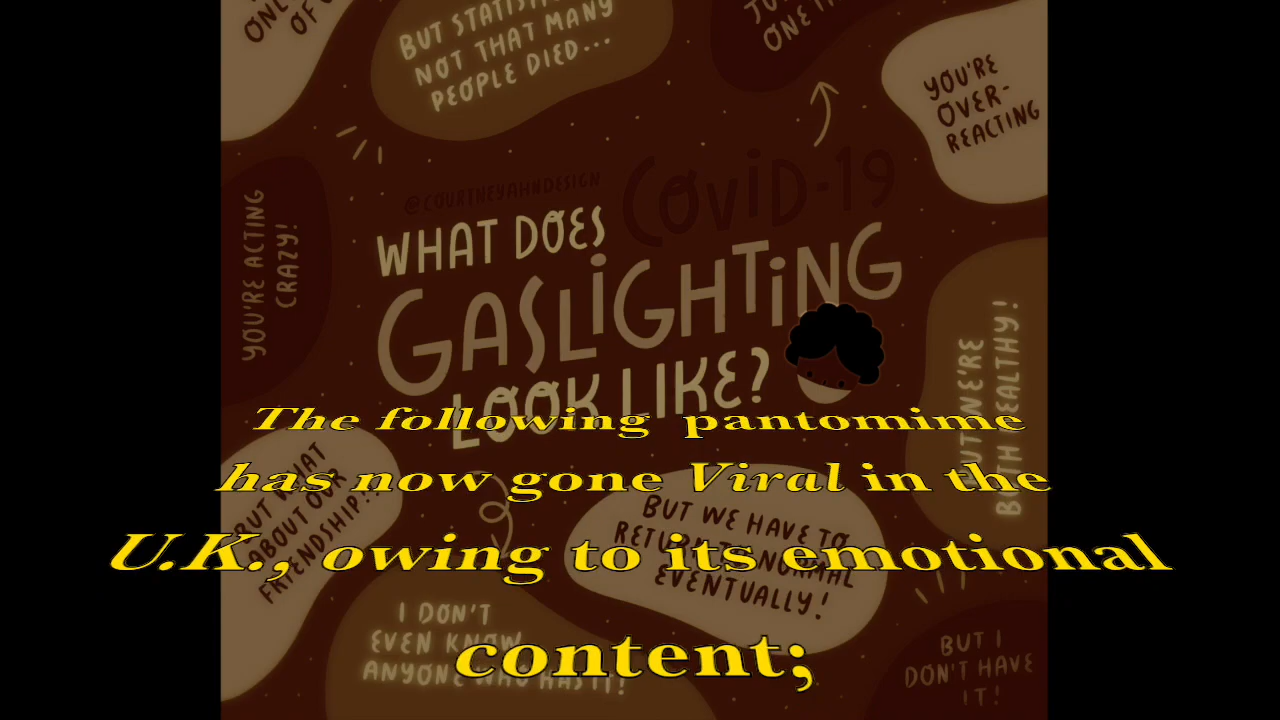 ONL
OF
BUT STATIS
NOT THAT MANY
PEOPLE DIED...
ONE
YOU'RE
OVER-
REACTING
@COURTNEYAHNDESIGN
COVID-19
WHAT DOES
GASLIGHTING
LOOK LIKE?
YOU'RE ACTING
CRAZY!
WE'RE
BOTH HEALTHY!
The following pantomime
has now gone Viral in the
U.K., owing to its emotional
content;
BUT WHAT
ABOUT OUR
FRIENDSHIP!
BUT WE HAVE TO
RETURN TO NORMAL
EVENTUALLY!
I DON'T
EVEN KNOW
ANYONE WHO HAS IT!
BUT I
DON'T HAVE
IT!